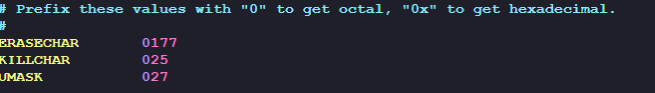 # Prefix these values with "0" to get octal, "0x" to get hexadecimal.
#
ERASECHAR 0177
KILLCHAR 025
UMASK 027